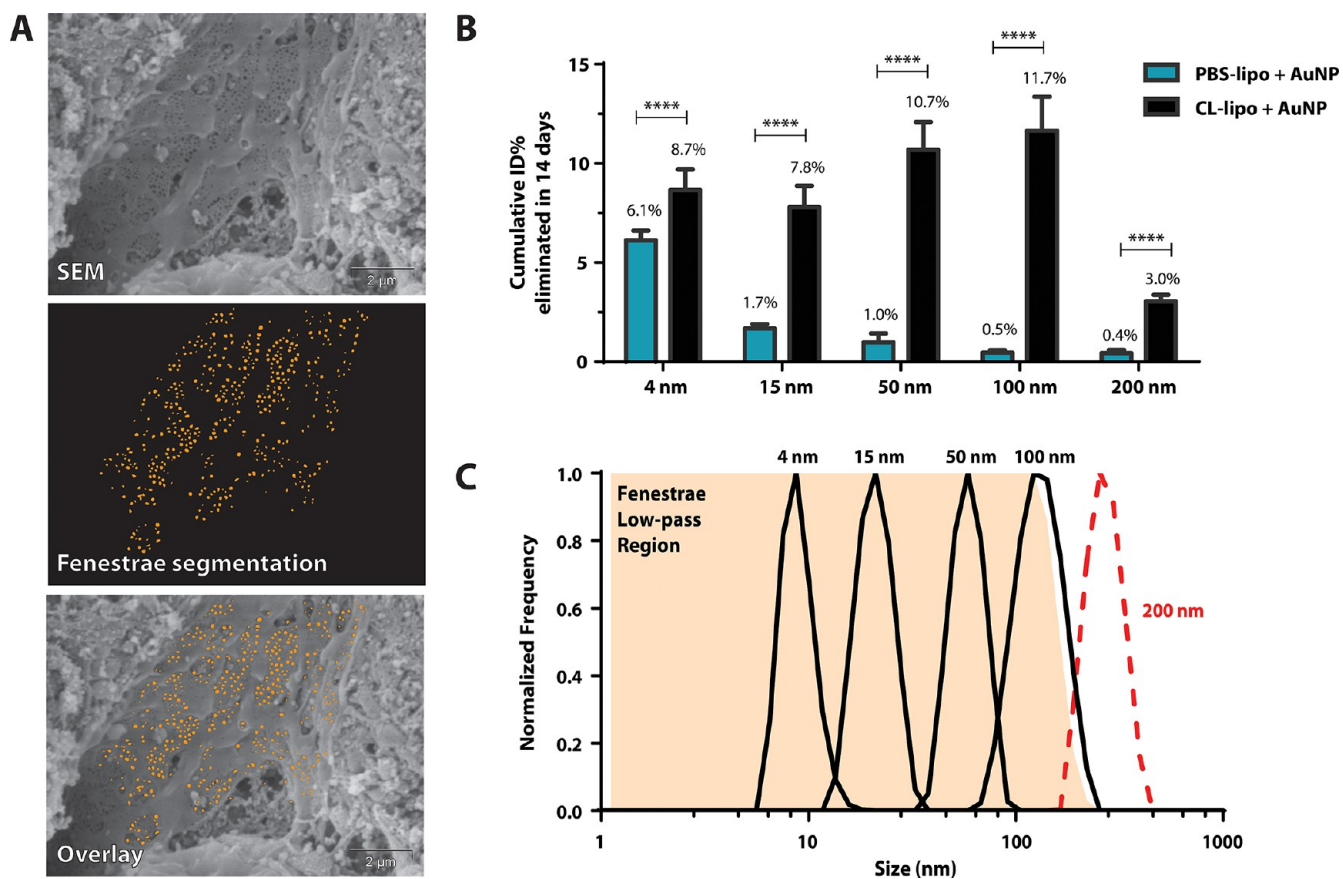 A
SEM
2 µm
Fenestrae segmentation
Overlay
2 µm
B
Cumulative ID%
eliminated in 14 days
15
10
5
0
****
****
****
****
****
6.1%
8.7%
1.7%
7.8%
1.0%
10.7%
0.5%
11.7%
0.4%
3.0%
4 nm
15 nm
50 nm
100 nm
200 nm
PBS-lipo + AuNP
CL-lipo + AuNP
C
Normalized Frequency
1.0
0.8
0.6
0.4
0.2
0.0
4 nm
15 nm
50 nm
100 nm
Fenestrae
Low-pass
Region
200 nm
1
10
100
1000
Size (nm)